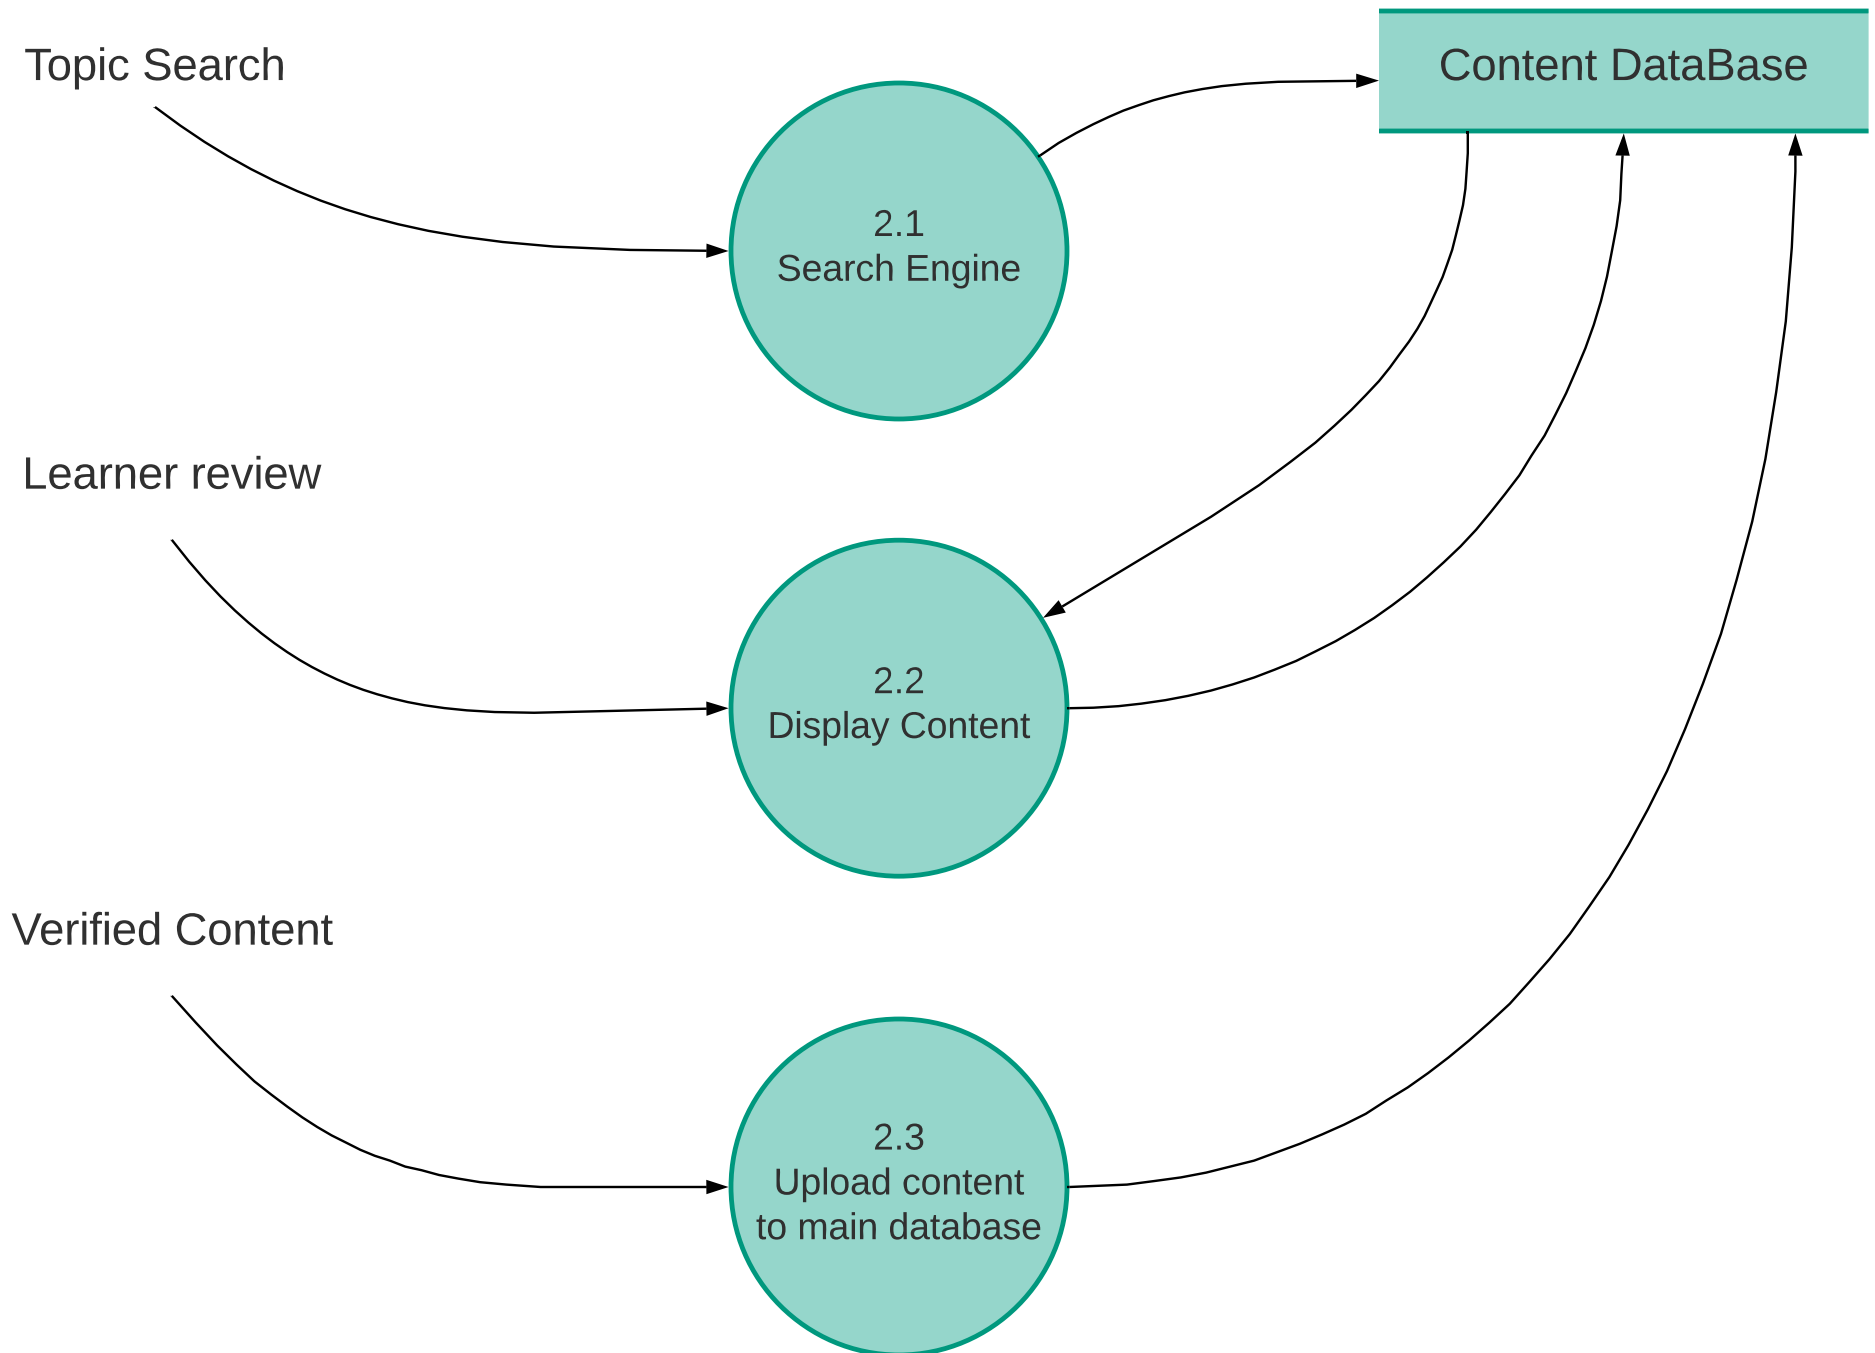 Topic Search
Content DataBase
2.1
Search Engine
Learner review
2.2
Display Content
Verified Content
2.3
Upload content
to main database